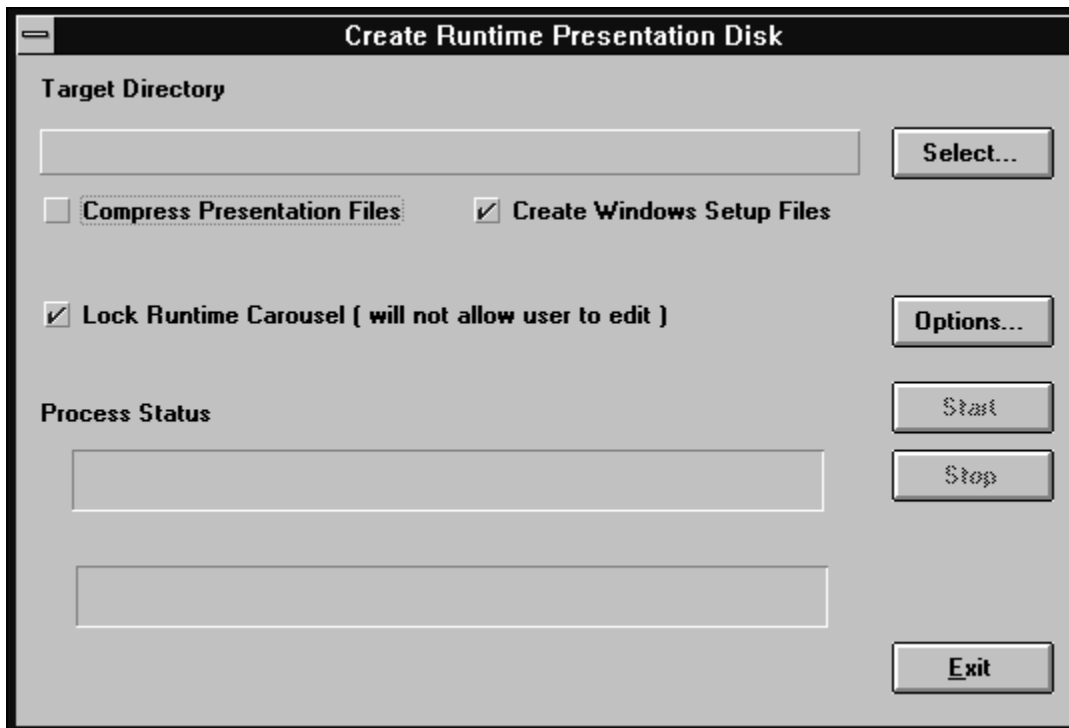 Create Runtime Presentation Disk
Target Directory
Select...
Compress Presentation Files
Create Windows Setup Files
Lock Runtime Carousel ( will not allow user to edit )
Options...
Start
Process Status
Stop
Exit